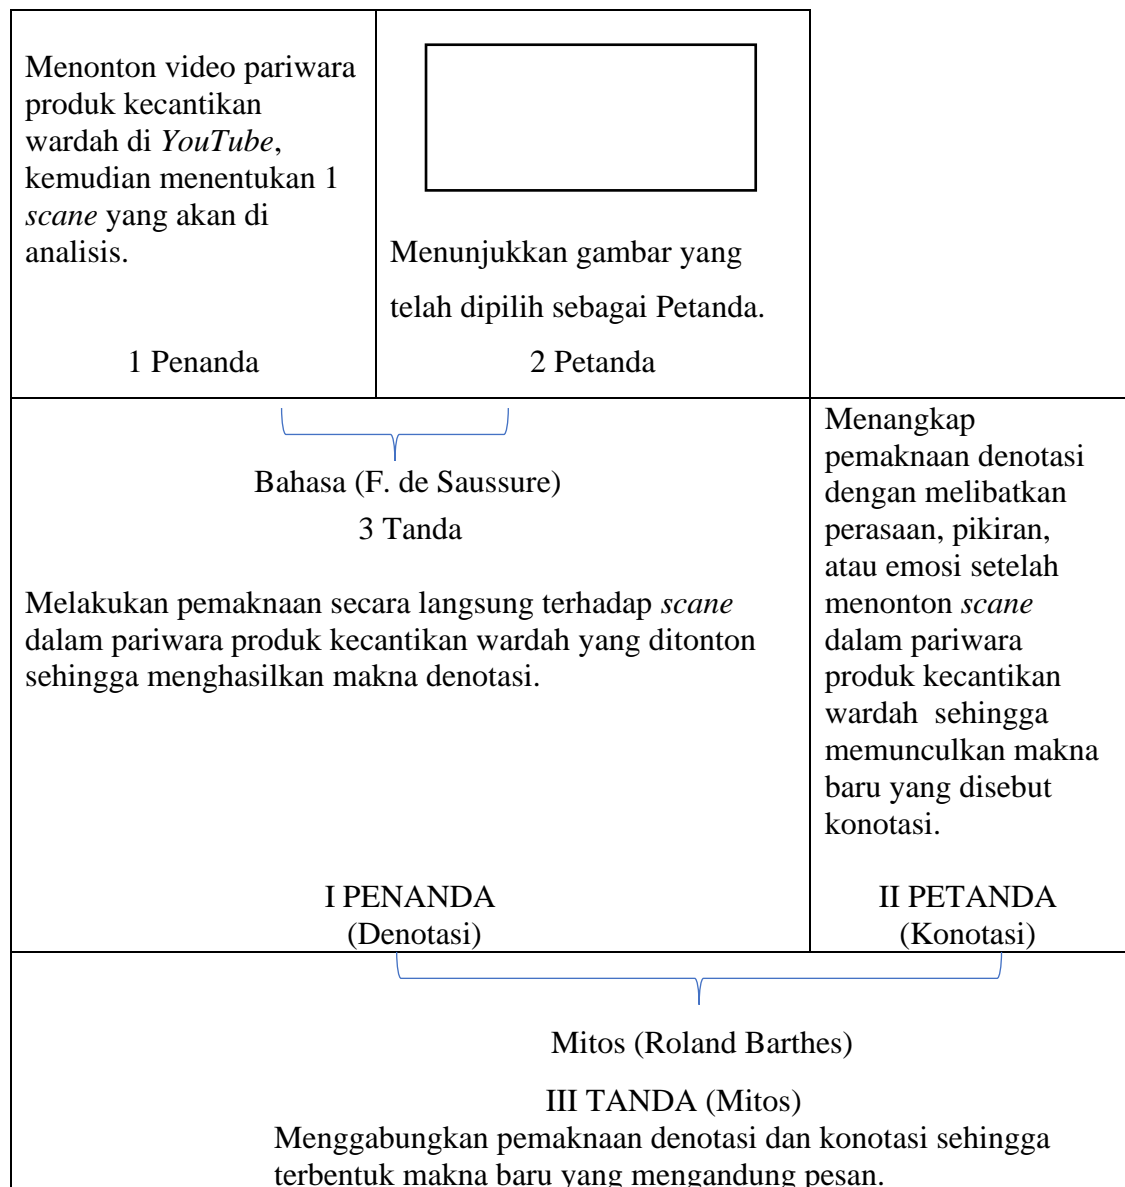 Menonton video pariwara
produk kecantikan
wardah di YouTube,
kemudian menentukan 1
scane yang akan di
analisis.
1 Penanda
Menunjukkan gambar yang
telah dipilih sebagai Petanda.
2 Petanda
Bahasa (F. de Saussure)
3 Tanda
Melakukan pemaknaan secara langsung terhadap scane
dalam pariwara produk kecantikan wardah yang ditonton
sehingga menghasilkan makna denotasi.
I PENANDA
(Denotasi)
Menangkap
pemaknaan denotasi
dengan melibatkan
perasaan, pikiran,
atau emosi setelah
menonton scane
dalam pariwara
produk kecantikan
wardah sehingga
memunculkan makna
baru yang disebut
konotasi.
II PETANDA
(Konotasi)
Mitos (Roland Barthes)
III TANDA (Mitos)
Menggabungkan pemaknaan denotasi dan konotasi sehingga
terbentuk makna baru yang mengandung pesan.